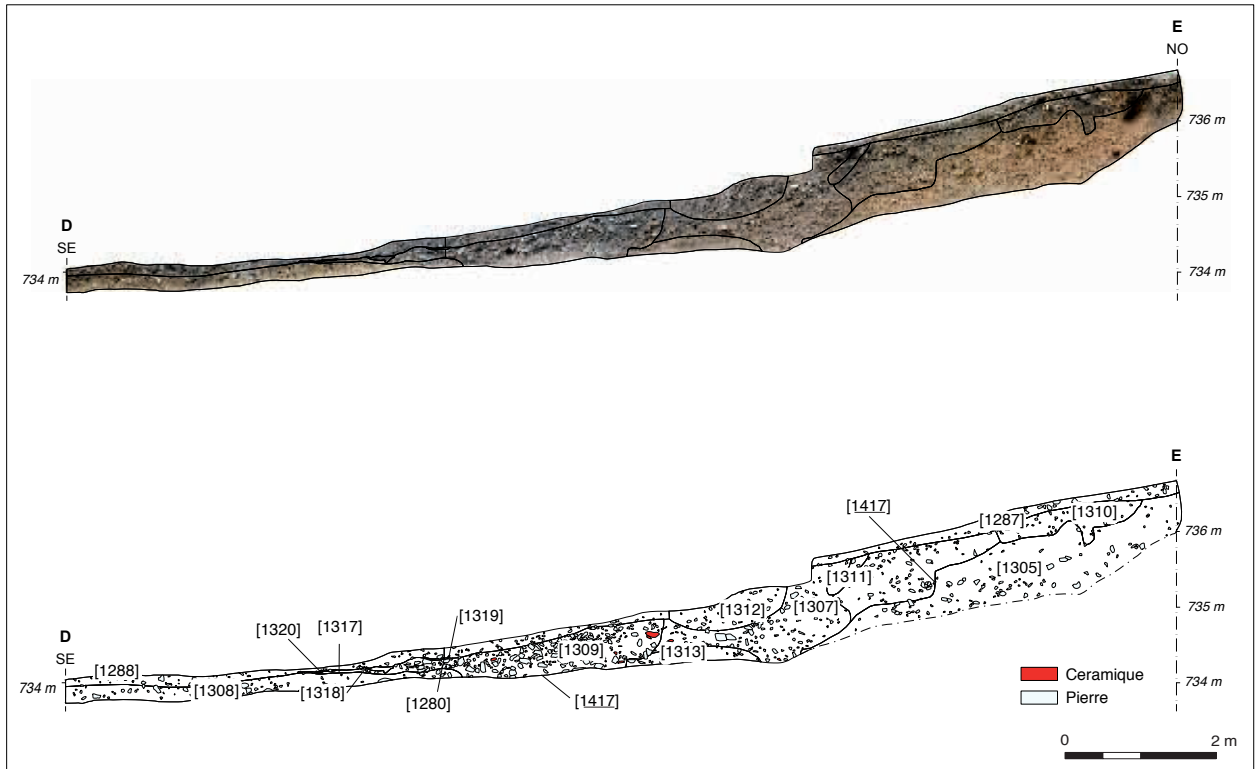 E
NO
736 m
735 m
D
SE
734 m
734 m
E
[1417]
[1287]
[1310]
736 m
[1305]
[1311]
[1312]
[1307]
735 m
[1319]
[1320]
[1317]
D
SE
[1309]
[1313]
[1288]
734 m
[1308]
[1318]
[1280]
[1417]
734 m
Ceramique
Pierre
0
2 m